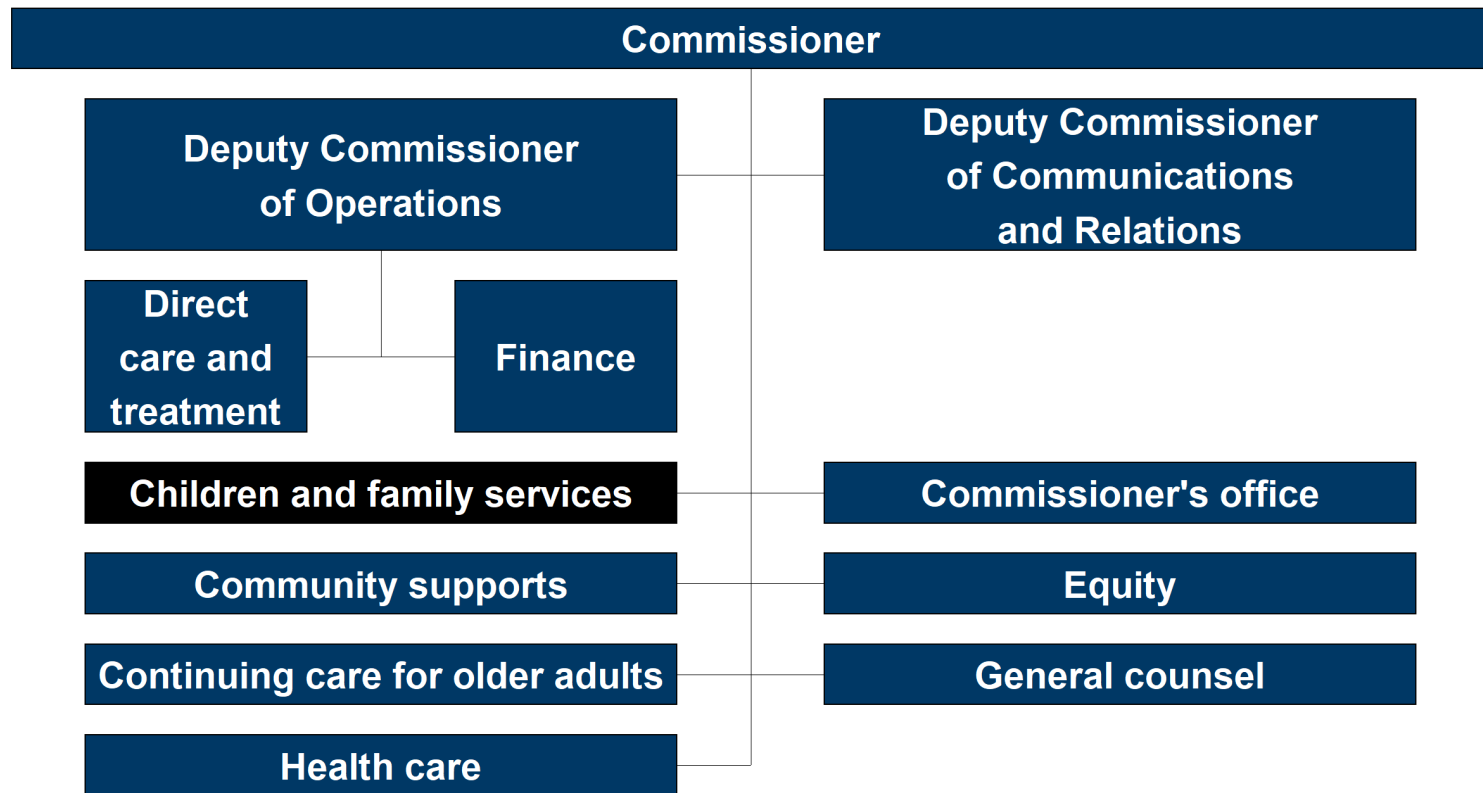 Commissioner
Deputy Commissioner
of Operations
Deputy Commissioner
of Communications
and Relations
Direct
care and
treatment
Finance
Children and family services
Commissioner's office
Community supports
Equity
Continuing care for older adults
General counsel
Health care